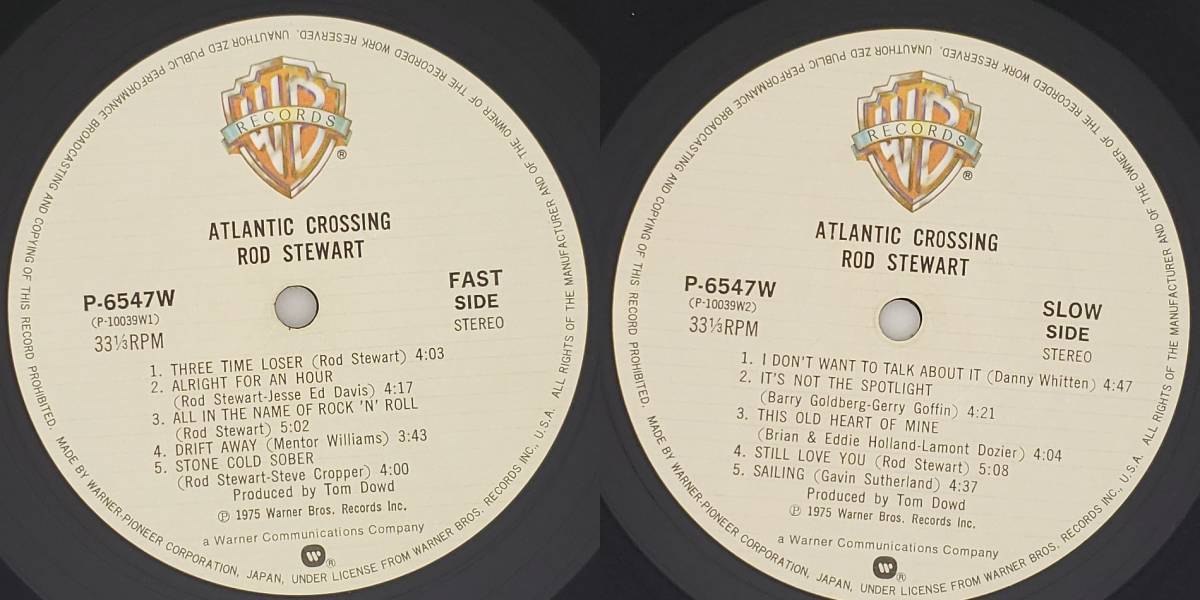 RECORDS
®
ATLANTIC CROSSING
ROD STEWART
P-6547W
(P-10039W1)
33⅓RPM
FAST
SIDE
STEREO
1. THREE TIME LOSER (Rod Stewart) 4:03
2. ALRIGHT FOR AN HOUR
(Rod Stewart-Jesse Ed Davis) 4:17
3. ALL IN THE NAME OF ROCK 'N' ROLL
(Rod Stewart) 5:02
4. DRIFT AWAY (Mentor Williams) 3:43
5. STONE COLD SOBER
(Rod Stewart-Steve Cropper) 4:00
Produced by Tom Dowd
℗ 1975 Warner Bros. Records Inc.
a Warner Communications Company
®
MADE BY WARNER-PIONEER CORPORATION, JAPAN, UNDER LICENSE FROM WARNER BROS. RECORDS INC., U.S.A. ALL RIGHTS OF THE MANUFACTURER AND OF THE OWNER OF THE RECORDED WORK RESERVED. UNAUTHORIZED PUBLIC PERFORMANCE BROADCASTING AND COPYING OF THIS RECORD PROHIBITED.
RECORDS
®
ATLANTIC CROSSING
ROD STEWART
P-6547W
(P-10039W2)
33⅓RPM
SLOW
SIDE
STEREO
1. I DON'T WANT TO TALK ABOUT IT (Danny Whitten) 4:47
2. IT'S NOT THE SPOTLIGHT
(Barry Goldberg-Gerry Goffin) 4:21
3. THIS OLD HEART OF MINE
(Brian & Eddie Holland-Lamont Dozier) 4:04
4. STILL LOVE YOU (Rod Stewart) 5:08
5. SAILING (Gavin Sutherland) 4:37
Produced by Tom Dowd
℗ 1975 Warner Bros. Records Inc.
a Warner Communications Company
®
MADE BY WARNER-PIONEER CORPORATION, JAPAN, UNDER LICENSE FROM WARNER BROS. RECORDS INC., U.S.A. ALL RIGHTS OF THE MANUFACTURER AND OF THE OWNER OF THE RECORDED WORK RESERVED. UNAUTHORIZED PUBLIC PERFORMANCE BROADCASTING AND COPYING OF THIS RECORD PROHIBITED.